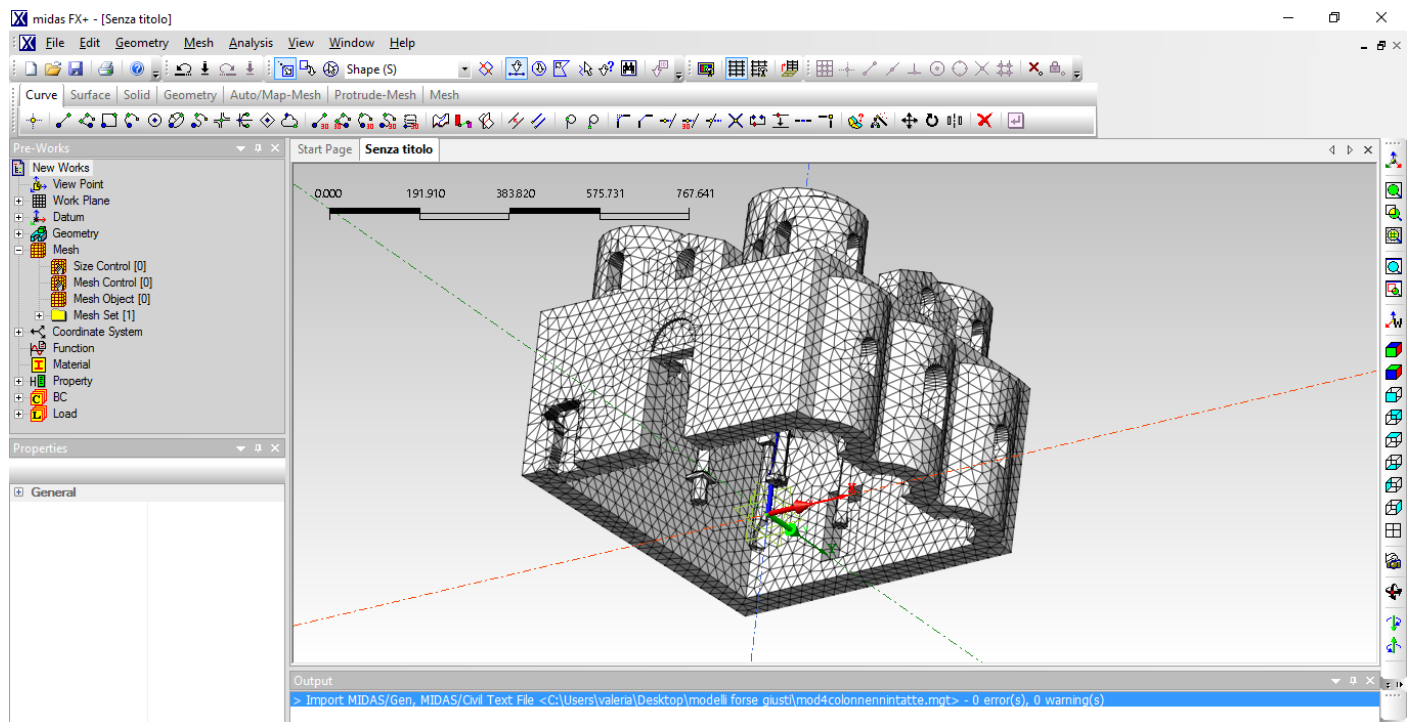 midas FX+ - [Senza titolo]
File Edit Geometry Mesh Analysis View Window Help
Shape (S)
Curve Surface Solid Geometry Auto/Map-Mesh Protrude-Mesh Mesh
Pre-Works
New Works
View Point
Work Plane
Datum
Geometry
Mesh
Size Control [0]
Mesh Control [0]
Mesh Object [0]
Mesh Set [1]
Coordinate System
Function
Material
Property
BC
Load
Properties
General
Start Page Senza titolo
0.000 191.910 383.820 575.731 767.641
Output
> Import MIDAS/Gen, MIDAS/Civil Text File <C:\Users\valeria\Desktop\modelli forse giusti\mod4colonnennintatte.mgt> - 0 error(s), 0 warning(s)